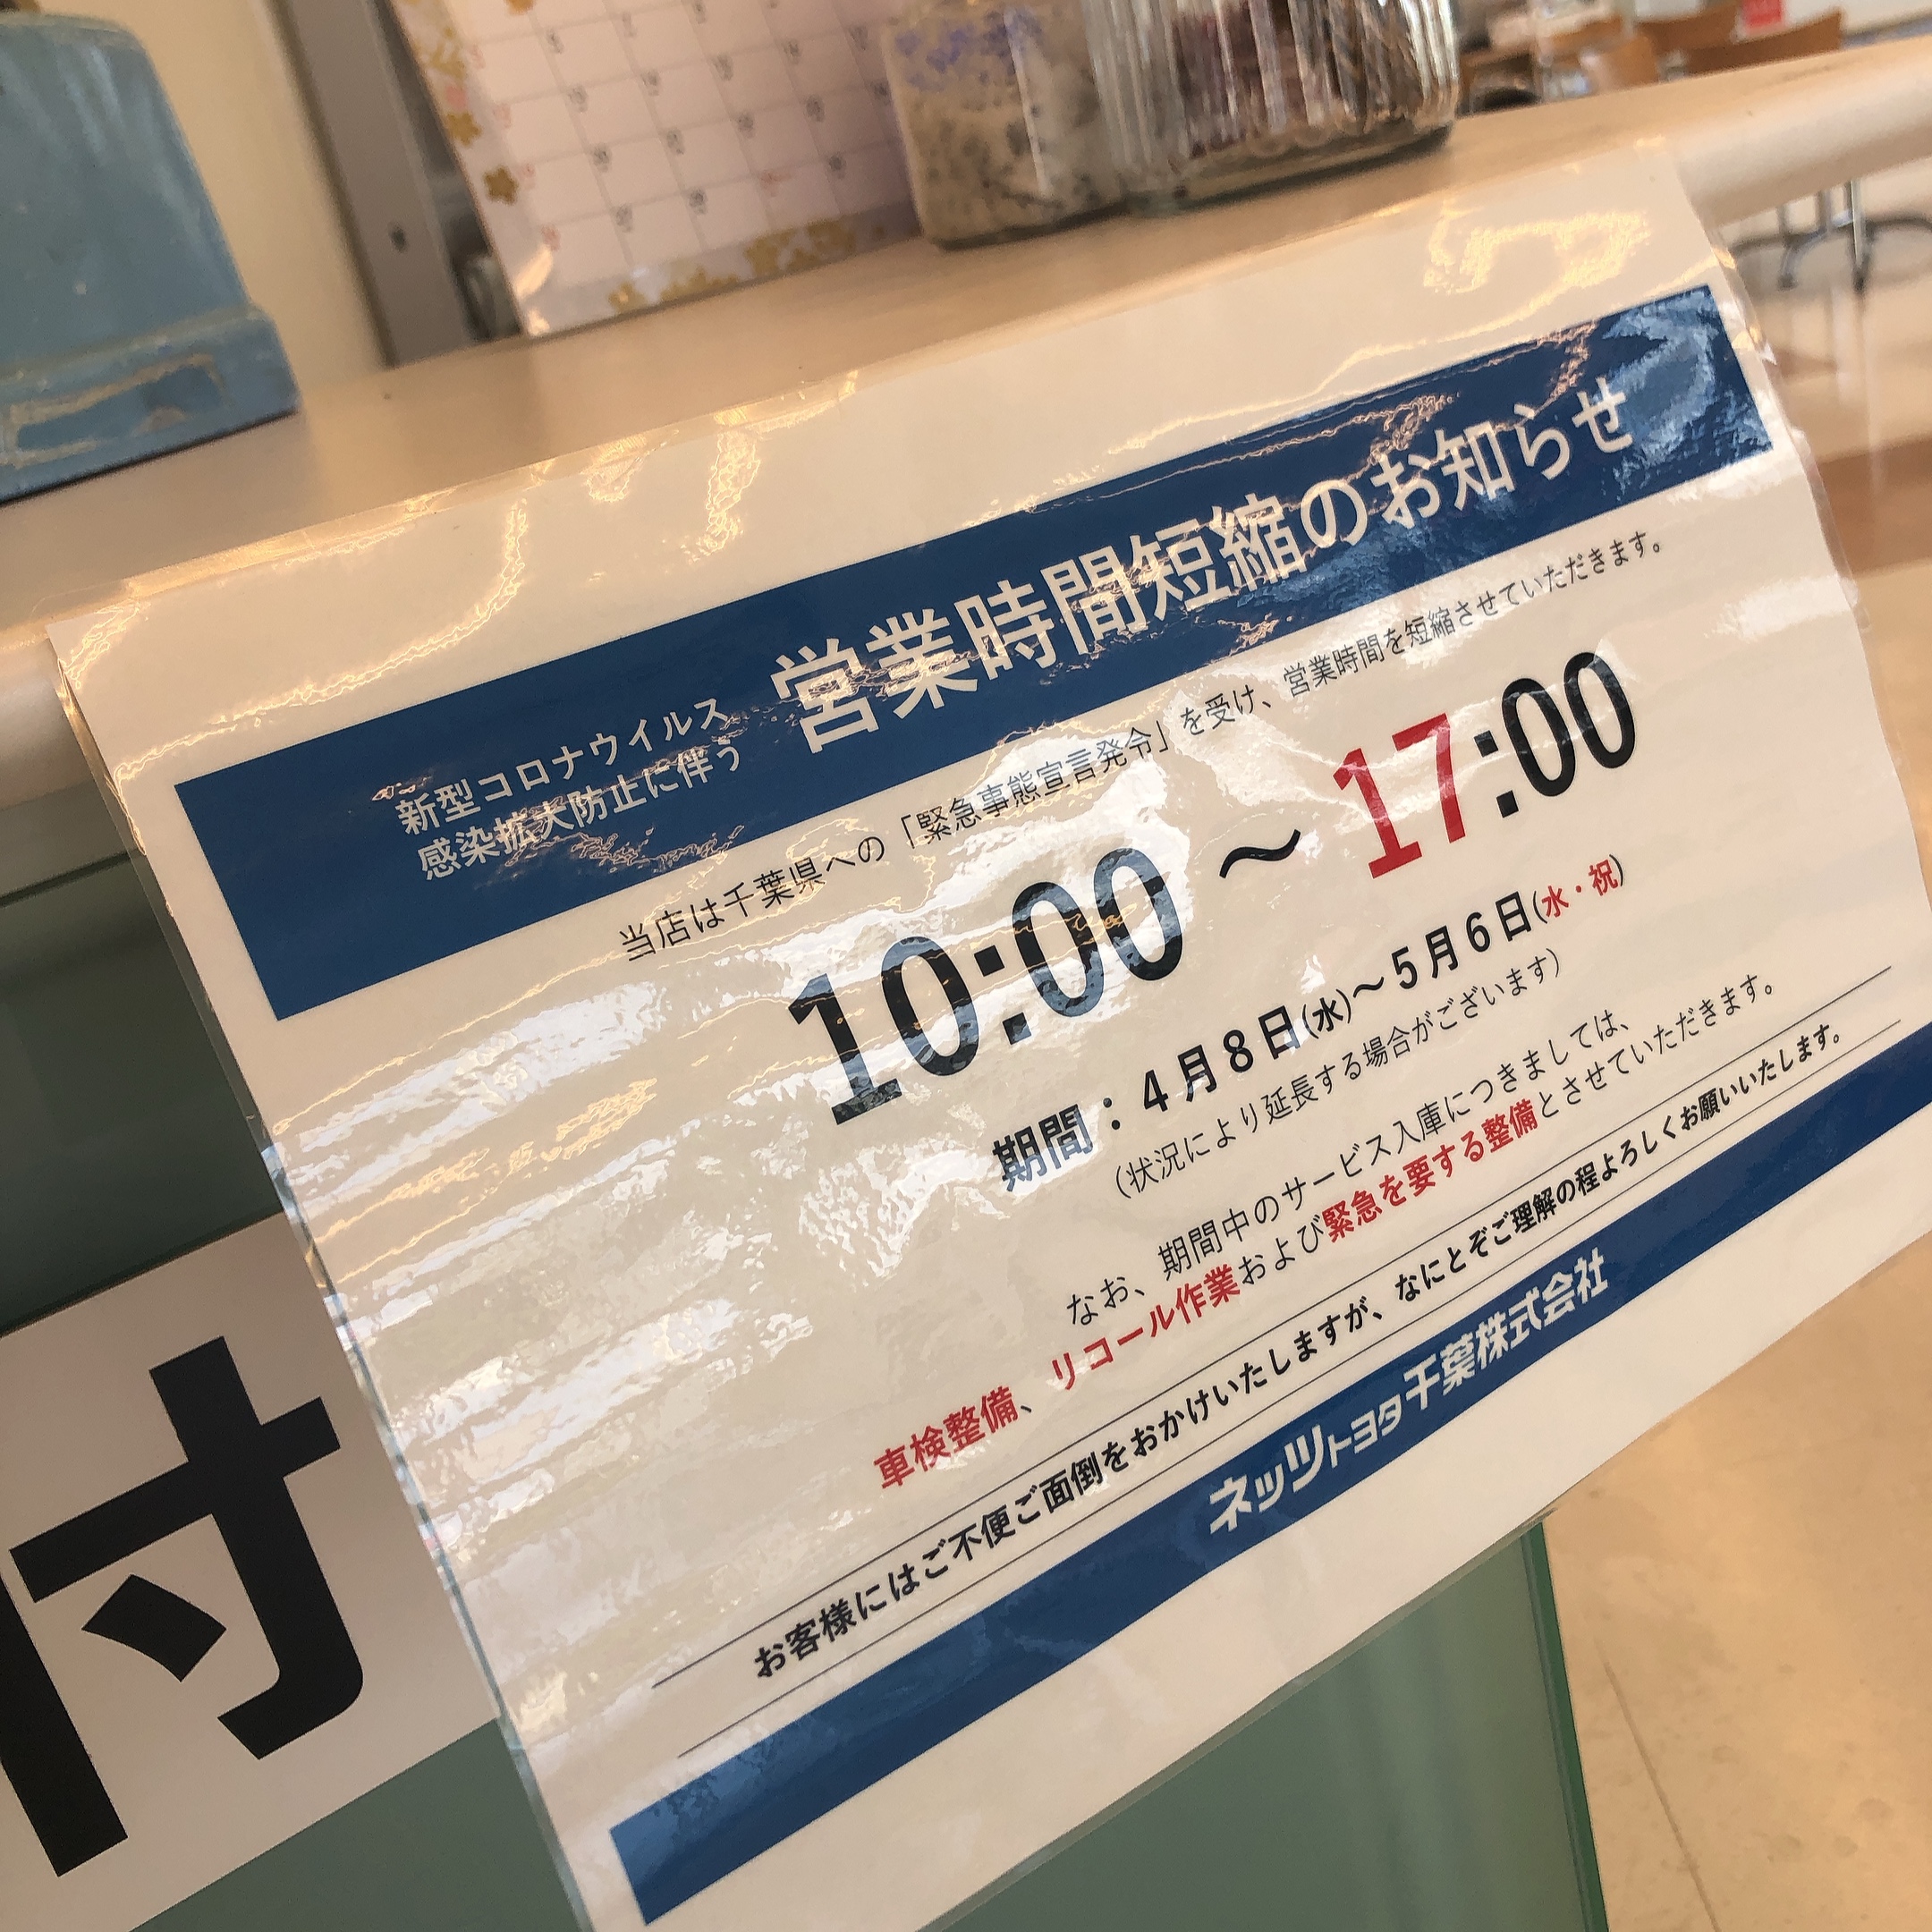 新型コロナウイルス
感染拡大防止に伴う
営業時間短縮のお知らせ
当店は千葉県への「緊急事態宣言発令」を受け、営業時間を短縮させていただきます。
10:00 ～ 17:00
期間：4月8日(水)～5月6日(水・祝)
(状況により延長する場合がございます)
なお、期間中のサービス入庫につきましては、
車検整備、リコール作業および緊急を要する整備とさせていただきます。
お客様にはご不便ご面倒をおかけいたしますが、なにとぞご理解の程よろしくお願いいたします。
ネッツトヨタ千葉株式会社
付